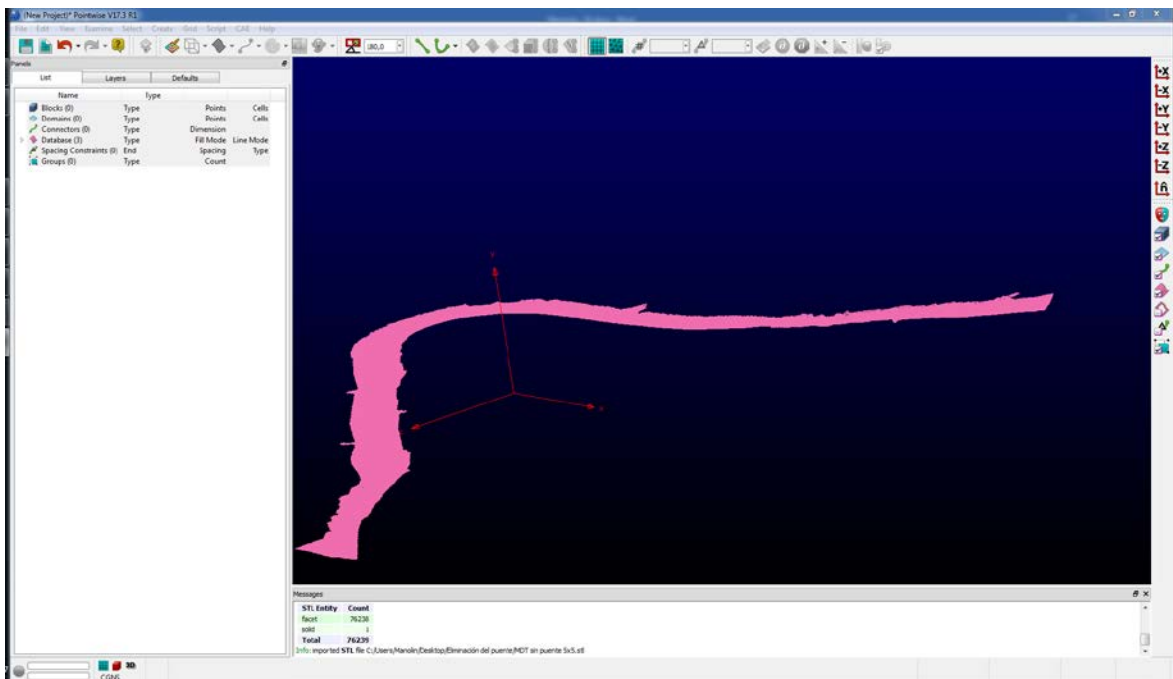 (New Project)* Pointwise V17.3 R1
File Edit View Examine Select Create Grid Script CAE Help
180,0
Panels
List Layers Defaults
Name Type
Blocks (0) Type Points Cells
Domains (0) Type Points Cells
Connectors (0) Type Dimension
Database (3) Type Fill Mode Line Mode
Spacing Constraints (0) End Spacing Type
Groups (0) Type Count
+X
-X
+Y
-Y
+Z
-Z
Messages
STL Entity Count
facet 76238
solid 1
Total 76239
Info: imported STL file C:/Users/Manolin/Desktop/Eliminación del puente/MDT sin puente 5x5.stl
3D
CGNS